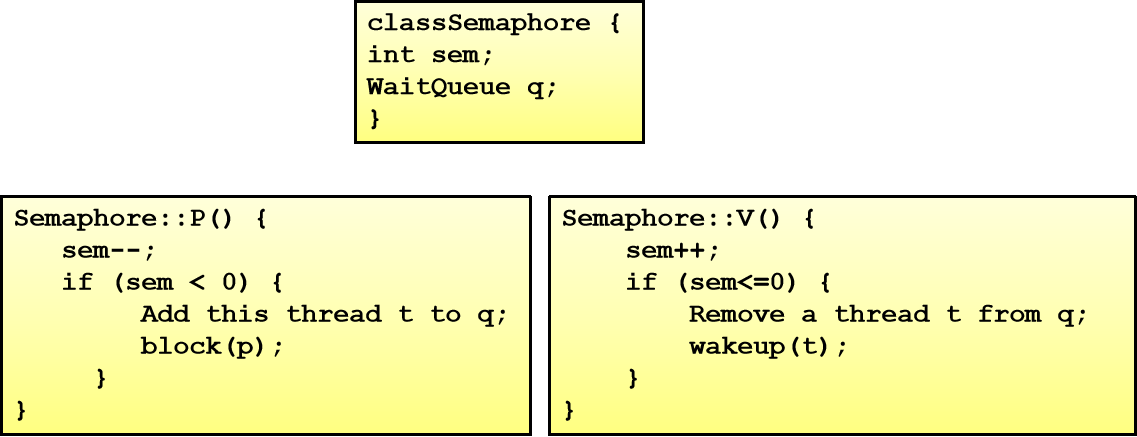 classSemaphore {
int sem;
WaitQueue q;
}
Semaphore::P() {
sem--;
if (sem < 0) {
Add this thread t to q;
block(p);
}
}
Semaphore::V() {
sem++;
if (sem<=0) {
Remove a thread t from q;
wakeup(t);
}
}